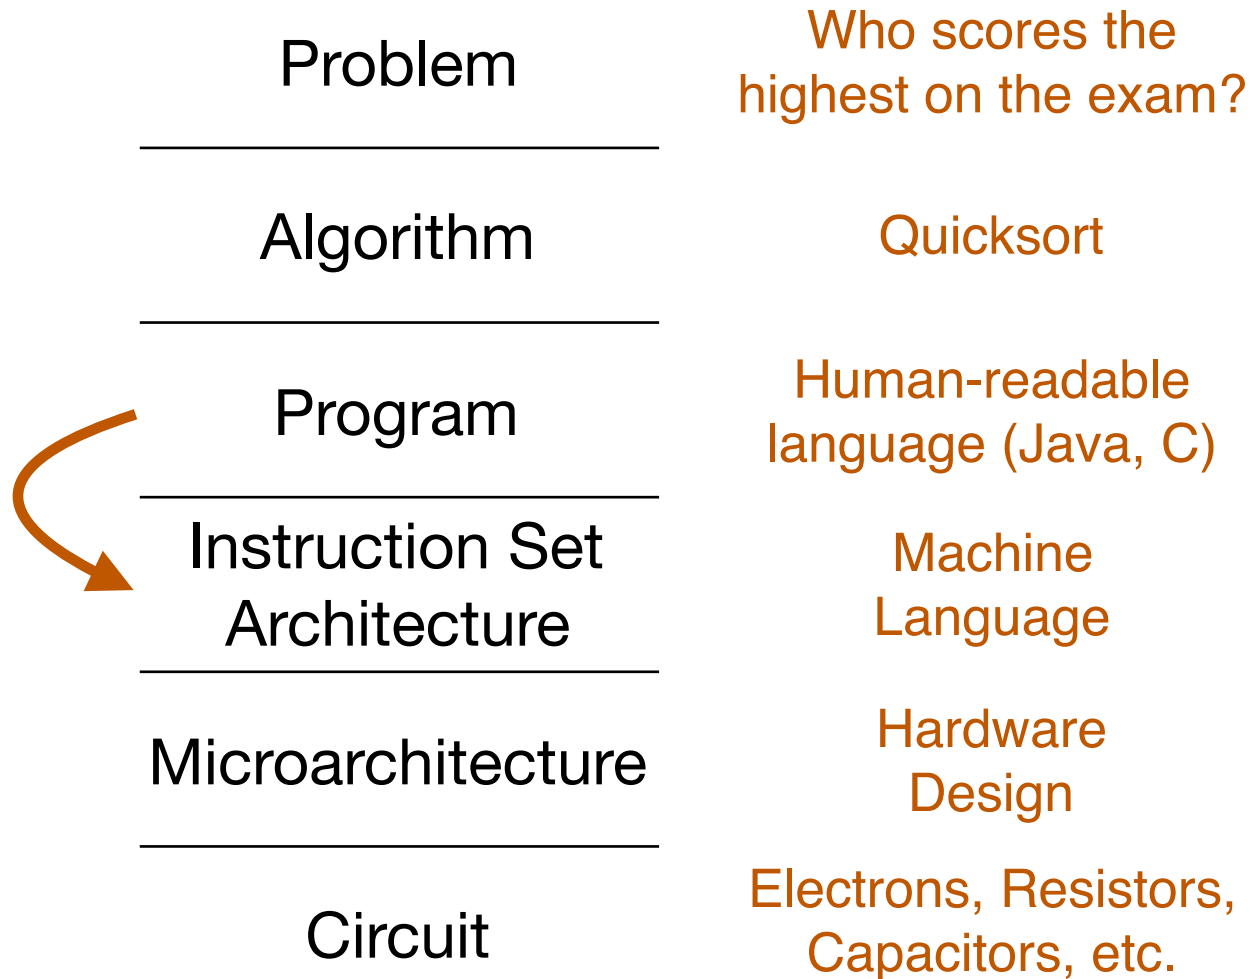 Problem
Who scores the
highest on the exam?
Algorithm
Quicksort
Program
Human-readable
language (Java, C)
Instruction Set
Architecture
Machine
Language
Microarchitecture
Hardware
Design
Circuit
Electrons, Resistors,
Capacitors, etc.